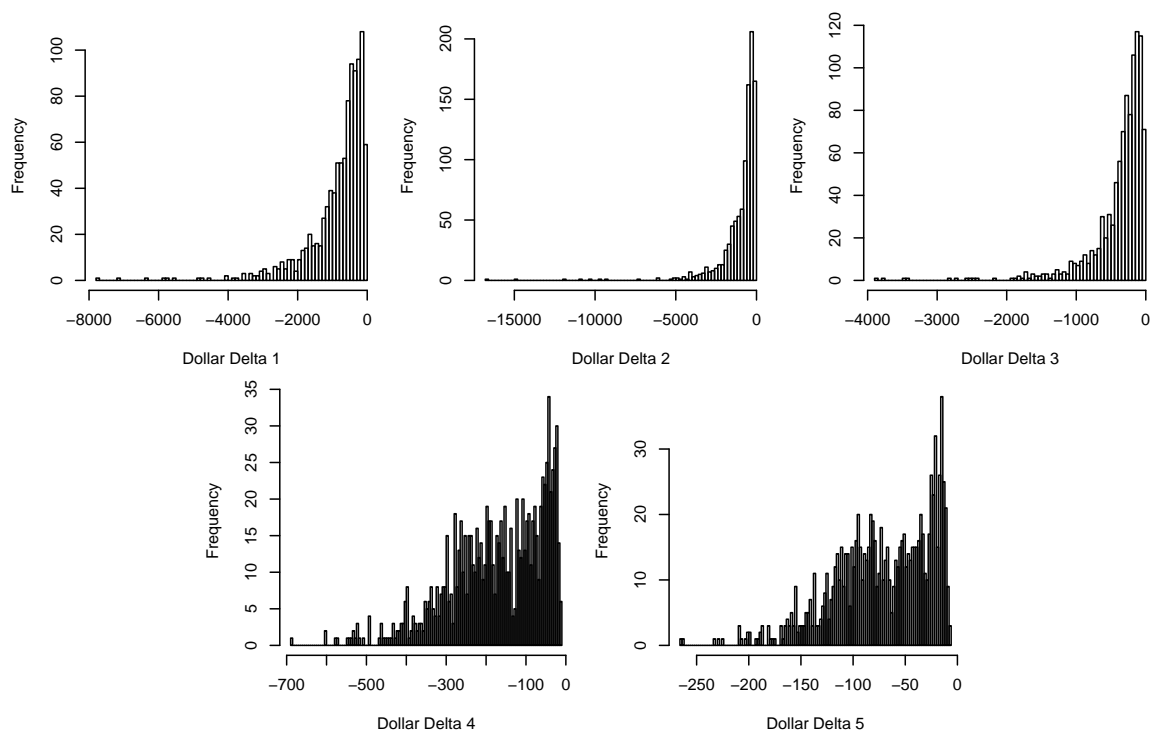 Frequency
0 20 40 60 80 100
−8000 −6000 −4000 −2000 0
Dollar Delta 1
Frequency
0 50 100 150 200
−15000 −10000 −5000 0
Dollar Delta 2
Frequency
0 20 40 60 80 100 120
−4000 −3000 −2000 −1000 0
Dollar Delta 3
Frequency
0 5 10 15 20 25 30 35
−700 −500 −300 −100 0
Dollar Delta 4
Frequency
0 10 20 30
−250 −200 −150 −100 −50 0
Dollar Delta 5